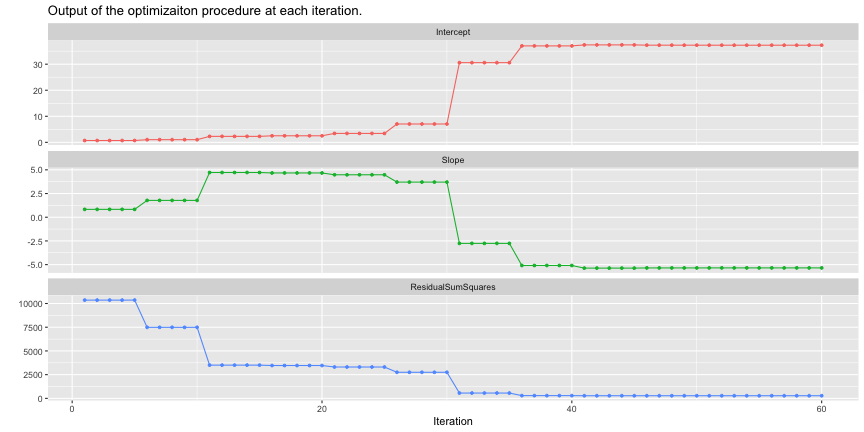 Output of the optimizaiton procedure at each iteration.
Intercept
30
20
10
0
Slope
5.0
2.5
0.0
-2.5
-5.0
ResidualSumSquares
10000
7500
5000
2500
0
0 20 40 60
Iteration